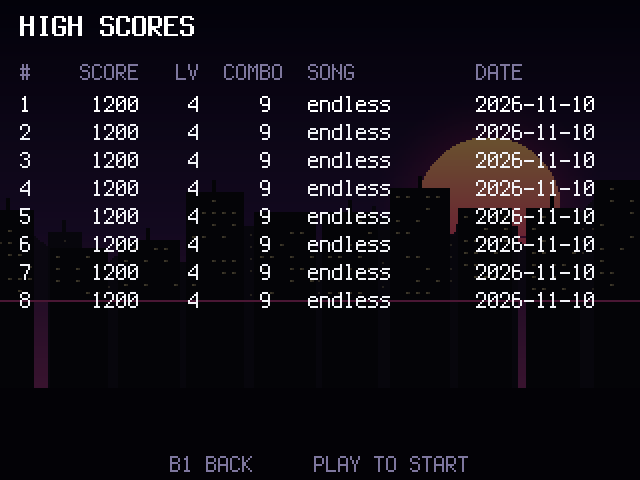 HIGH SCORES
# SCORE LV COMBO SONG DATE
1 1200 4 9 endless 2026-11-10
2 1200 4 9 endless 2026-11-10
3 1200 4 9 endless 2026-11-10
4 1200 4 9 endless 2026-11-10
5 1200 4 9 endless 2026-11-10
6 1200 4 9 endless 2026-11-10
7 1200 4 9 endless 2026-11-10
8 1200 4 9 endless 2026-11-10
B1 BACK PLAY TO START